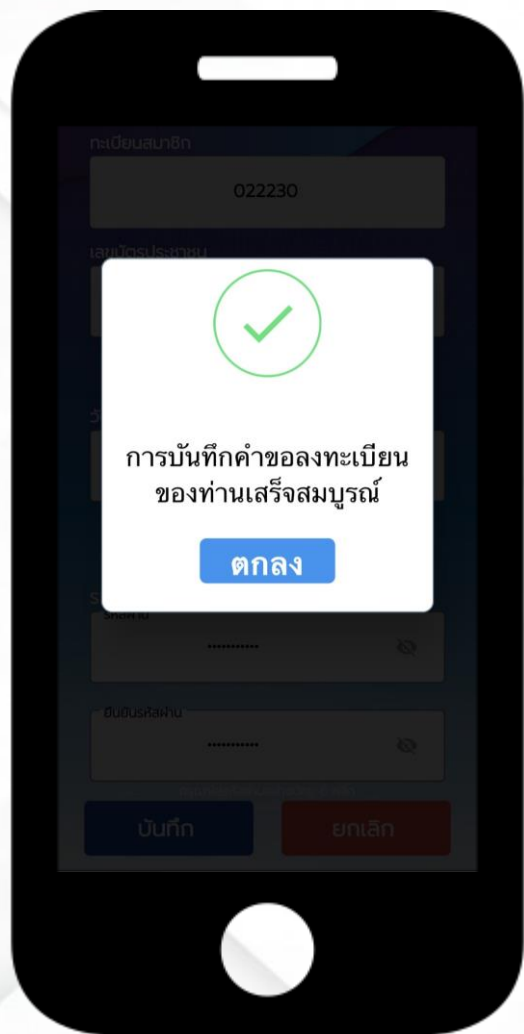 ทะเบียนสมาชิก
022230
เลขบัตรประชาชน
การบันทึกคำขอลงทะเบียน
ของท่านเสร็จสมบูรณ์
ตกลง
รหัสผ่าน
ยืนยันรหัสผ่าน
บันทึก
ยกเลิก